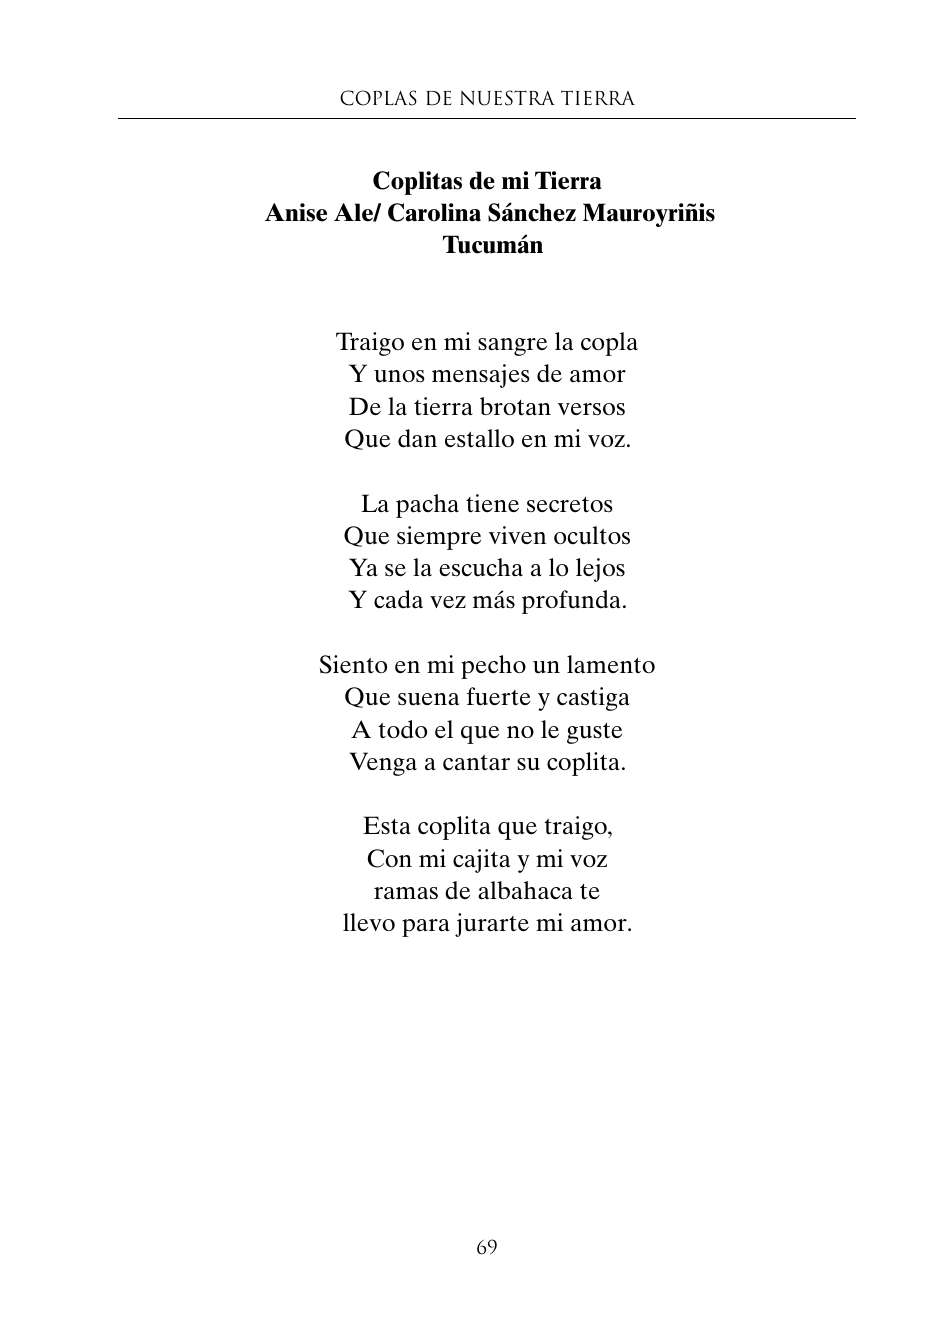 COPLAS DE NUESTRA TIERRA
Coplitas de mi Tierra
Anise Ale/ Carolina Sánchez Mauroyriñis
Tucumán
Traigo en mi sangre la copla
Y unos mensajes de amor
De la tierra brotan versos
Que dan estallo en mi voz.
La pacha tiene secretos
Que siempre viven ocultos
Ya se la escucha a lo lejos
Y cada vez más profunda.
Siento en mi pecho un lamento
Que suena fuerte y castiga
A todo el que no le guste
Venga a cantar su coplita.
Esta coplita que traigo,
Con mi cajita y mi voz
ramas de albahaca te
llevo para jurarte mi amor.
69